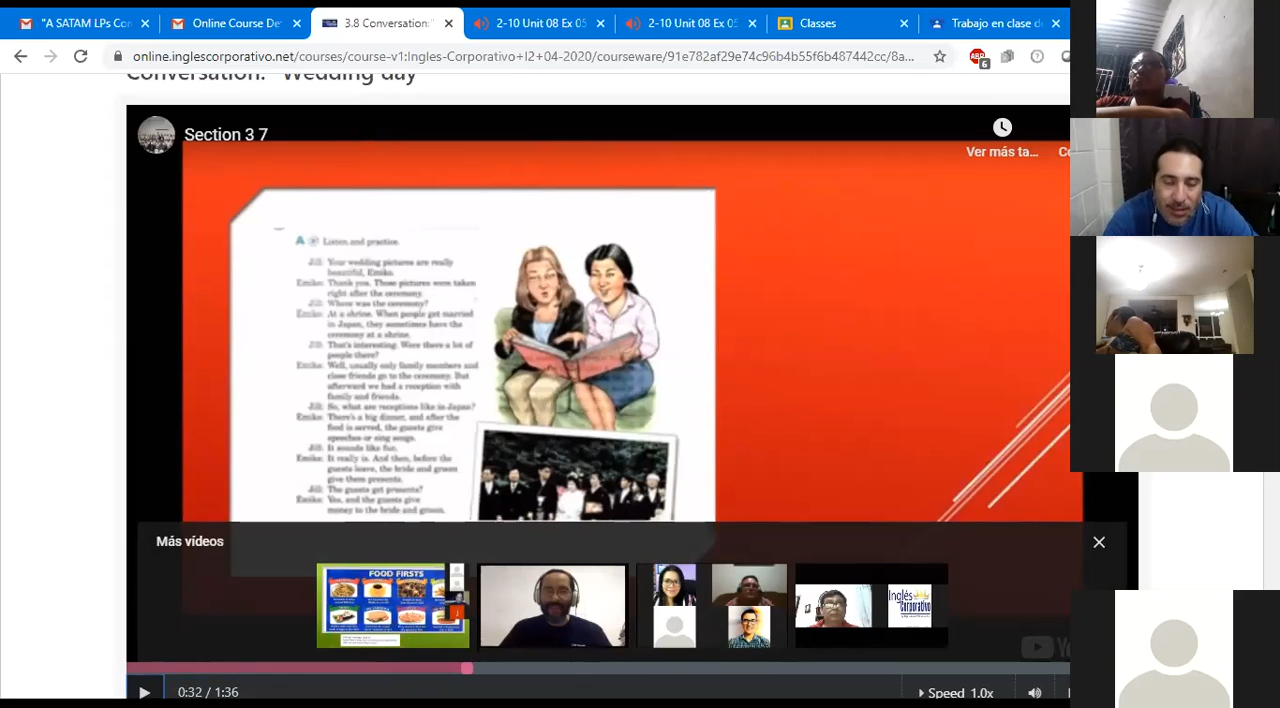 "A SATAM LPs Cor
Online Course De
3.8 Conversation: "
2-10 Unit 08 Ex 05
2-10 Unit 08 Ex 05
Classes
Trabajo en clase de
online.inglescorporativo.net/courses/course-v1:Ingles-Corporativo+I2+04-2020/courseware/91e782af29e74c96b4b55f6b487442cc/8a...
ABP
6
Conversation: "Wedding day"
Section 3 7
Ver más ta...
Co
A Listen and practice.
Jill: Your wedding pictures are really
beautiful, Emiko.
Emiko: Thank you. Those pictures were taken
right after the ceremony.
Jill: Where was the ceremony?
Emiko: At a shrine. When people get married
in Japan, they sometimes have the
ceremony at a shrine.
Jill: That's interesting. Were there a lot of
people there?
Emiko: Well, usually only family members and
close friends go to the ceremony. But
afterward we had a reception with
family and friends.
Jill: So, what are receptions like in Japan?
Emiko: There's a big dinner, and after the
food is served, the guests give
speeches or sing songs.
Jill: It sounds like fun.
Emiko: It really is. And then, before the
guests leave, the bride and groom
give them presents.
Jill: The guests get presents?
Emiko: Yes, and the guests give
money to the bride and groom.
Más vídeos
FOOD FIRSTS
Inglés
Corporativo
0:32 / 1:36
Speed 1.0x